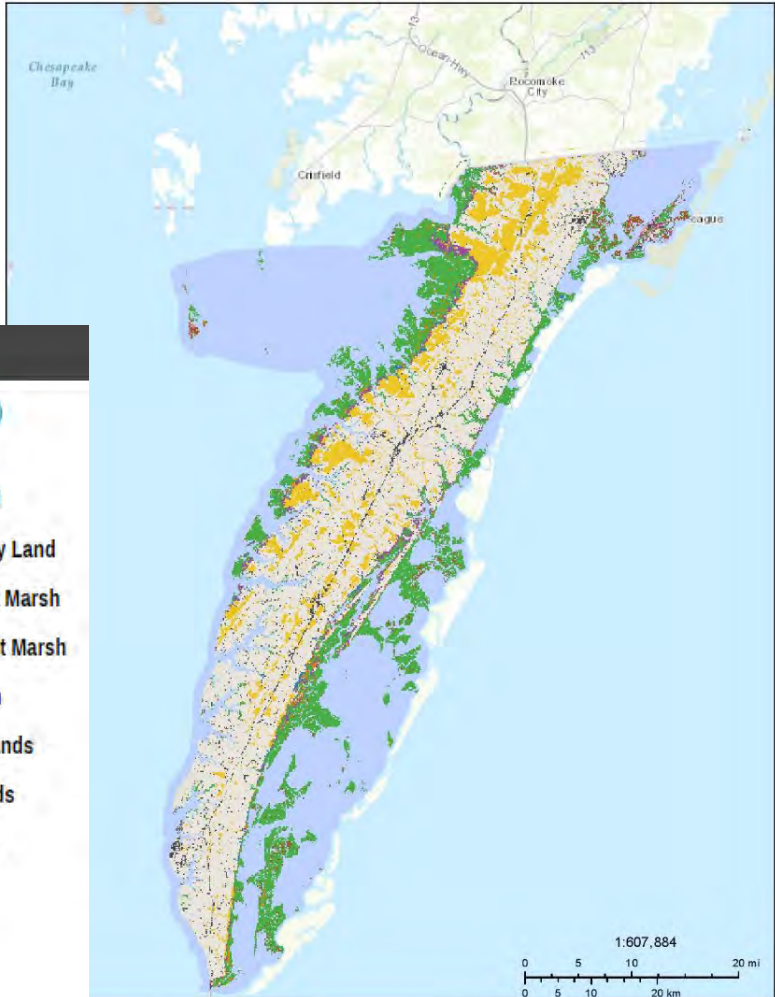 Chesapeake
Bay
Ocean Hwy
13
113
Pocomoke
City
Crisfield
eague
y Land
Marsh
t Marsh
nds
ds
1:607,884
0 5 10 20 mi
0 5 10 20 km